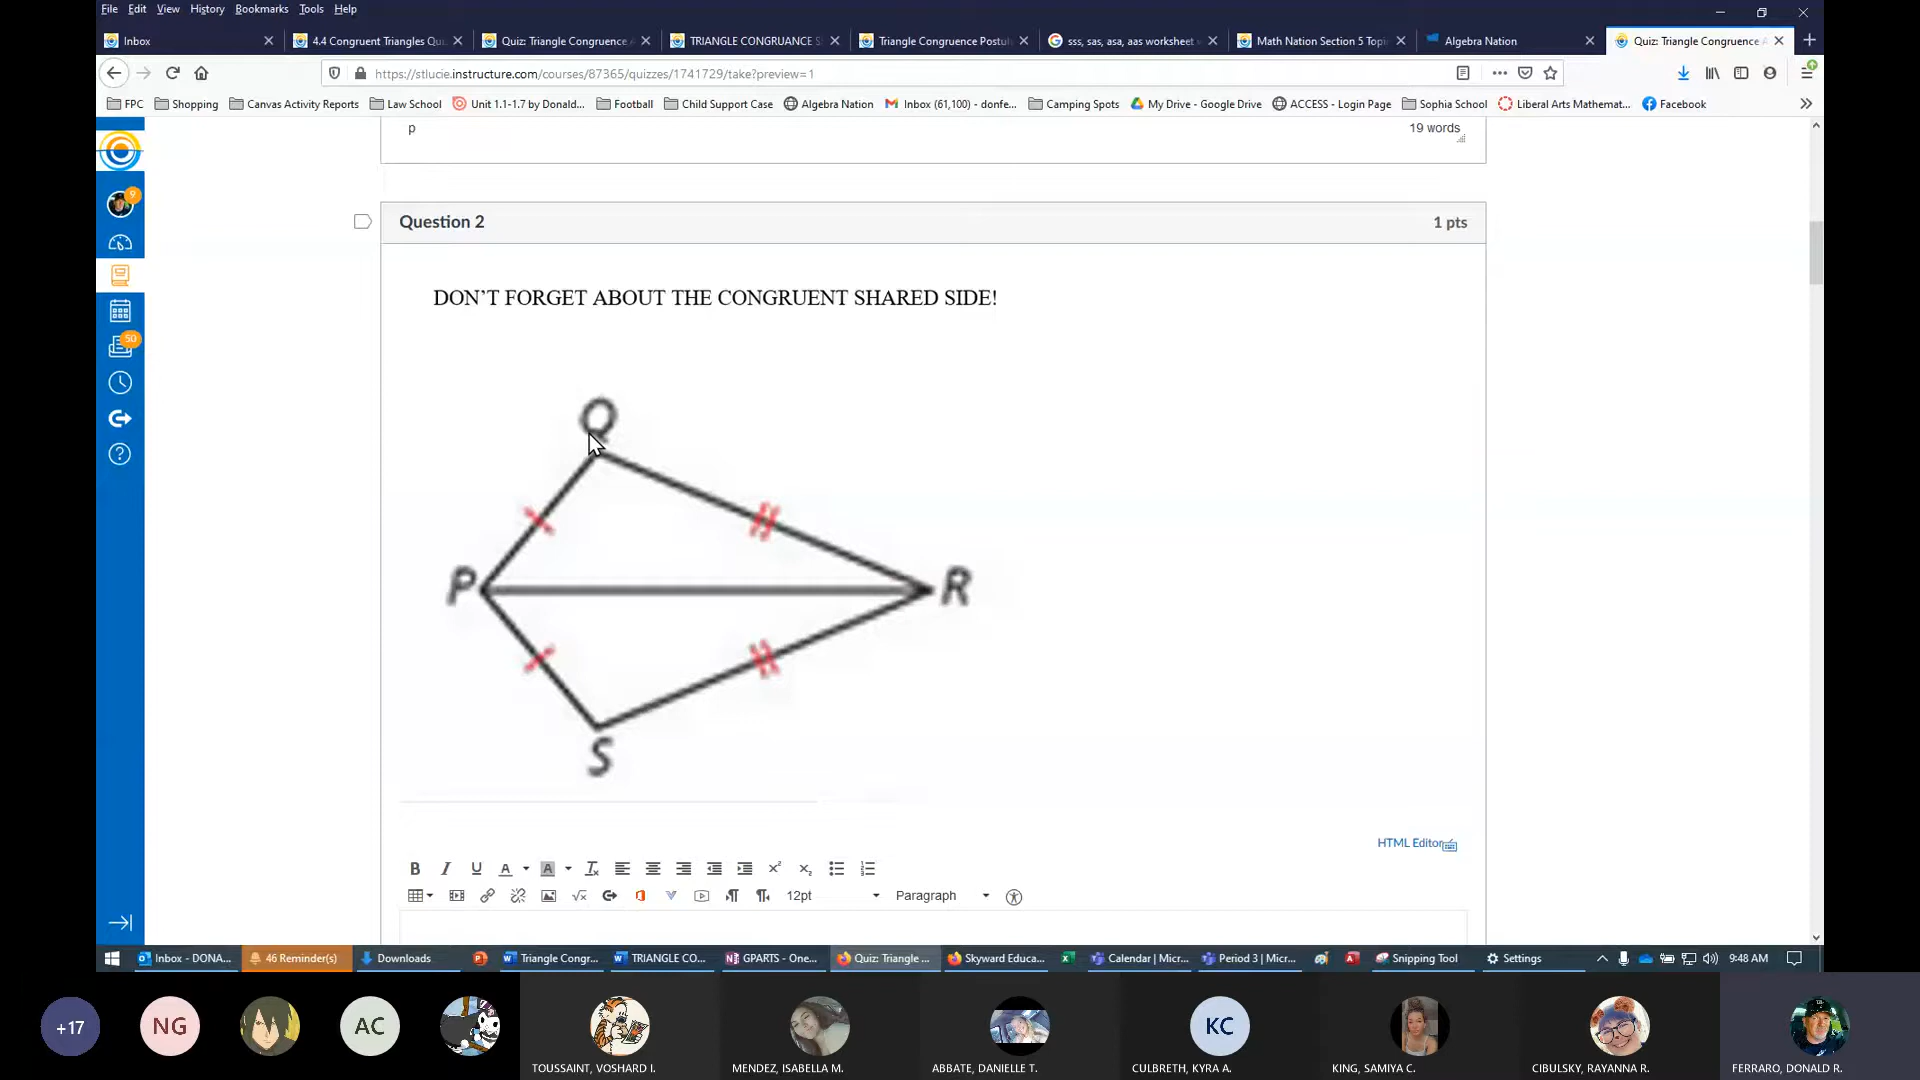 File Edit View History Bookmarks Tools Help
Inbox
4.4 Congruent Triangles Qu
Quiz: Triangle Congruence
TRIANGLE CONGRUANCE S
Triangle Congruence Postul
sss, sas, asa, aas worksheet
Math Nation Section 5 Topi
Algebra Nation
Quiz: Triangle Congruence A
https://stlucie.instructure.com/courses/87365/quizzes/1741729/take?preview=1
FPC Shopping Canvas Activity Reports Law School Unit 1.1-1.7 by Donald... Football Child Support Case Algebra Nation Inbox (61,100) - donfe... Camping Spots My Drive - Google Drive ACCESS - Login Page Sophia School Liberal Arts Mathemat... Facebook
p 19 words
9
Question 2 1 pts
DON'T FORGET ABOUT THE CONGRUENT SHARED SIDE!
50
Q
P R
S
HTML Editor
B I U A A
12pt Paragraph
Inbox - DONA... 46 Reminder(s) Downloads Triangle Congr... TRIANGLE CO... GPARTS - One... Quiz: Triangle ... Skyward Educa... Calendar | Micr... Period 3 | Micr... Snipping Tool Settings 9:48 AM
+17 NG AC KC
TOUSSAINT, VOSHARD I. MENDEZ, ISABELLA M. ABBATE, DANIELLE T. CULBRETH, KYRA A. KING, SAMIYA C. CIBULSKY, RAYANNA R. FERRARO, DONALD R.